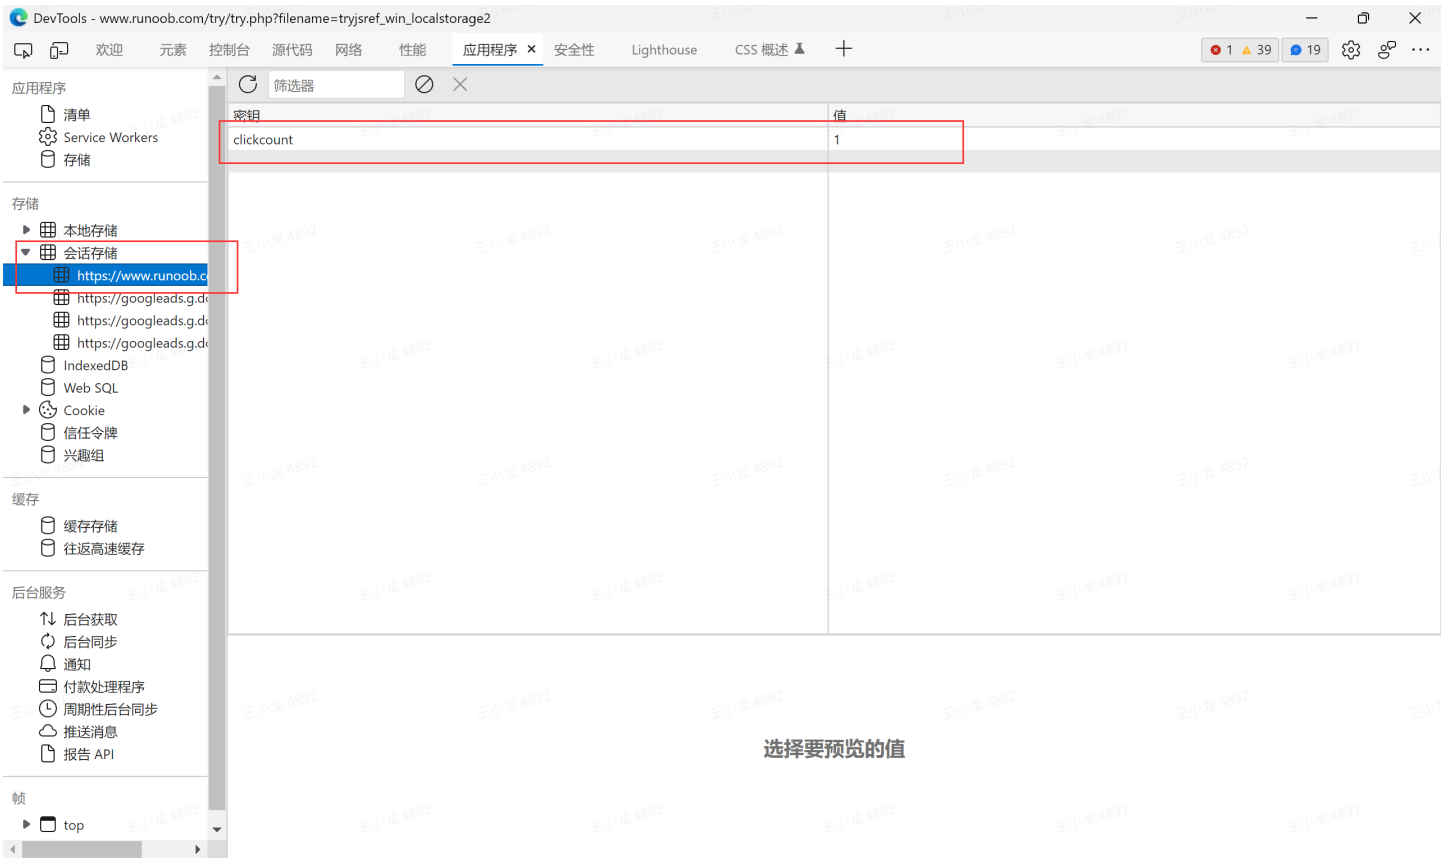 DevTools - www.runoob.com/try/try.php?filename=tryjsref_win_localstorage2
欢迎 元素 控制台 源代码 网络 性能 应用程序 安全性 Lighthouse CSS 概述 1 39 19
应用程序
清单
Service Workers
存储
存储
本地存储
会话存储
https://www.runoob.c
https://googleads.g.d
https://googleads.g.d
https://googleads.g.d
IndexedDB
Web SQL
Cookie
信任令牌
兴趣组
缓存
缓存存储
往返高速缓存
后台服务
后台获取
后台同步
通知
付款处理程序
周期性后台同步
推送消息
报告 API
帧
top
筛选器
密钥 值
clickcount 1
选择要预览的值
王小龙 4892